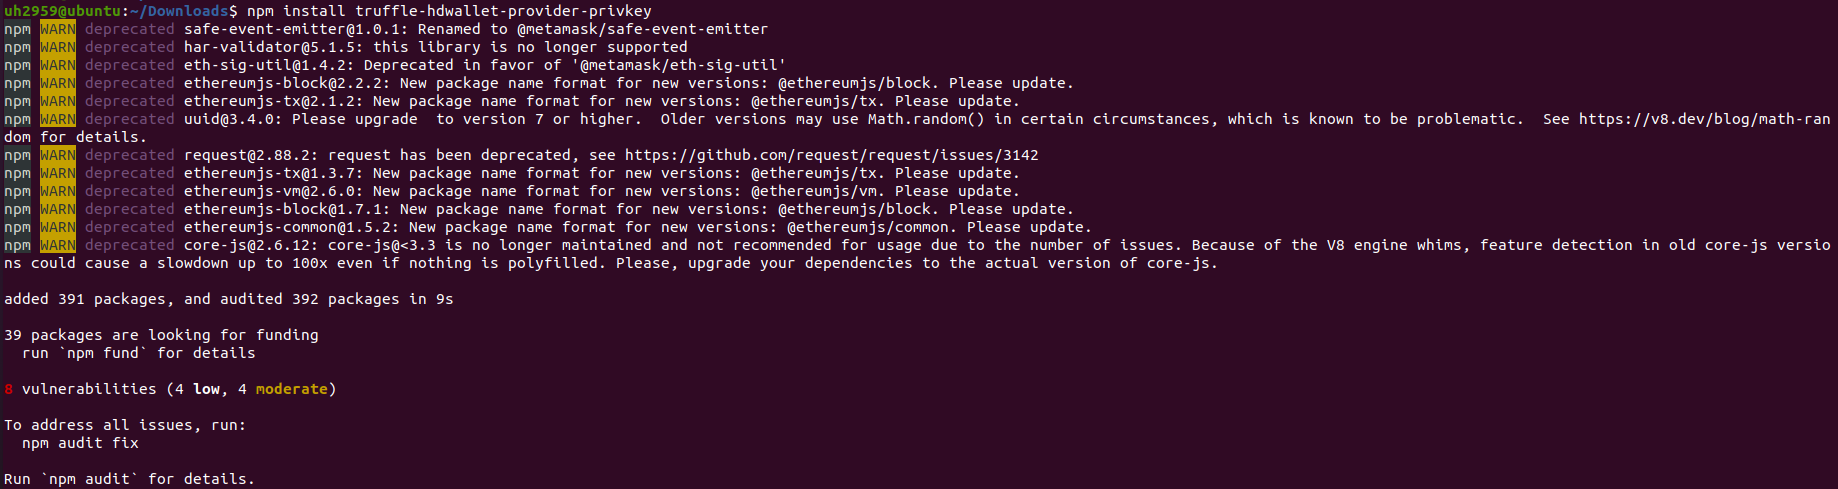 uh2959@ubuntu:~/Downloads$ npm install truffle-hdwallet-provider-privkey
npm WARN deprecated safe-event-emitter@1.0.1: Renamed to @metamask/safe-event-emitter
npm WARN deprecated har-validator@5.1.5: this library is no longer supported
npm WARN deprecated eth-sig-util@1.4.2: Deprecated in favor of '@metamask/eth-sig-util'
npm WARN deprecated ethereumjs-block@2.2.2: New package name format for new versions: @ethereumjs/block. Please update.
npm WARN deprecated ethereumjs-tx@2.1.2: New package name format for new versions: @ethereumjs/tx. Please update.
npm WARN deprecated uuid@3.4.0: Please upgrade  to version 7 or higher.  Older versions may use Math.random() in certain circumstances, which is known to be problematic.  See https://v8.dev/blog/math-ran
dom for details.
npm WARN deprecated request@2.88.2: request has been deprecated, see https://github.com/request/request/issues/3142
npm WARN deprecated ethereumjs-tx@1.3.7: New package name format for new versions: @ethereumjs/tx. Please update.
npm WARN deprecated ethereumjs-vm@2.6.0: New package name format for new versions: @ethereumjs/vm. Please update.
npm WARN deprecated ethereumjs-block@1.7.1: New package name format for new versions: @ethereumjs/block. Please update.
npm WARN deprecated ethereumjs-common@1.5.2: New package name format for new versions: @ethereumjs/common. Please update.
npm WARN deprecated core-js@2.6.12: core-js@<3.3 is no longer maintained and not recommended for usage due to the number of issues. Because of the V8 engine whims, feature detection in old core-js versio
ns could cause a slowdown up to 100x even if nothing is polyfilled. Please, upgrade your dependencies to the actual version of core-js.
added 391 packages, and audited 392 packages in 9s
39 packages are looking for funding
  run `npm fund` for details
8 vulnerabilities (4 low, 4 moderate)
To address all issues, run:
  npm audit fix
Run `npm audit` for details.